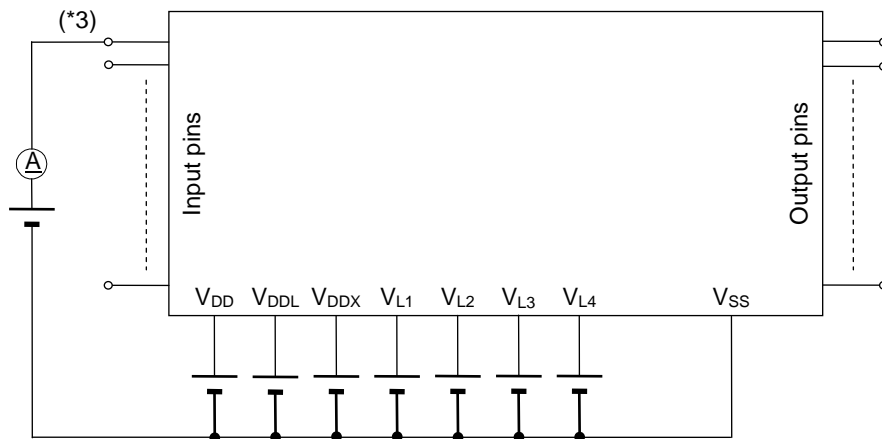 (*3)
A
Input pins
Output pins
VDD VDDL VDDX VL1 VL2 VL3 VL4 VSS